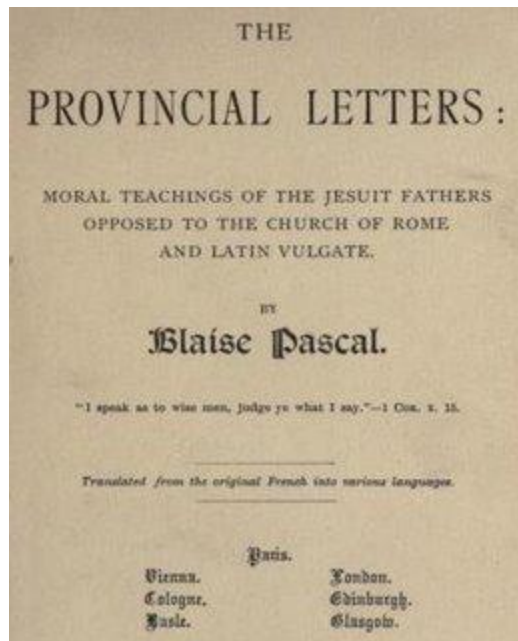 THE
PROVINCIAL LETTERS:
MORAL TEACHINGS OF THE JESUIT FATHERS
OPPOSED TO THE CHURCH OF ROME
AND LATIN VULGATE.
BY
Blaise Pascal.
"I speak as to wise men, judge ye what I say."—1 COR. x. 15.
Translated from the original French into various languages.
Paris.
Vienna. London.
Cologne. Edinburgh.
Basle. Glasgow.